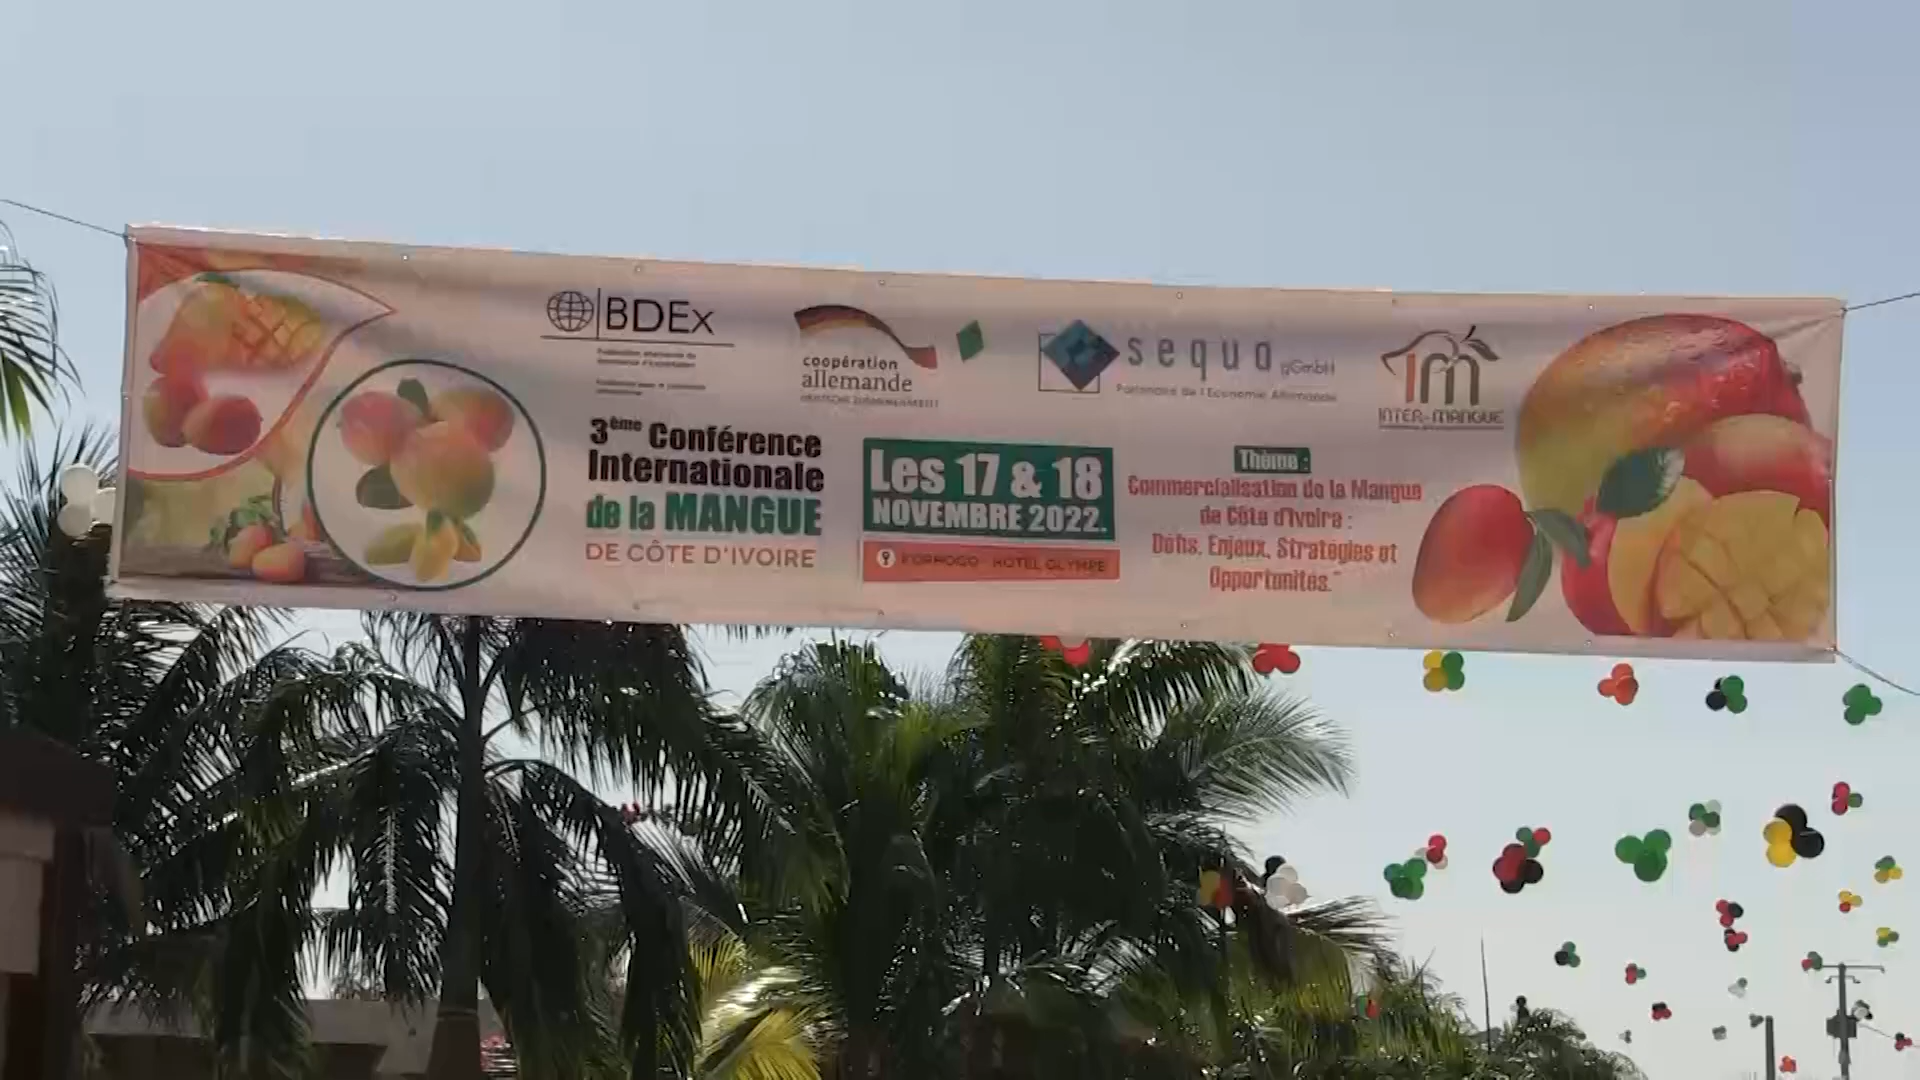 BDEx
coopération
allemande
DEUTSCHE ZUSAMMENARBEIT
sequa gGmbH
Partenaire de l'Economie Allemande
INTER-MANGUE
3ème Conférence
Internationale
de la MANGUE
DE CÔTE D'IVOIRE
Les 17 & 18
NOVEMBRE 2022.
KORHOGO - HOTEL OLYMPE
Thème :
Commercialisation de la Mangue
de Côte d'Ivoire :
Défis, Enjeux, Stratégies et
Opportunités."